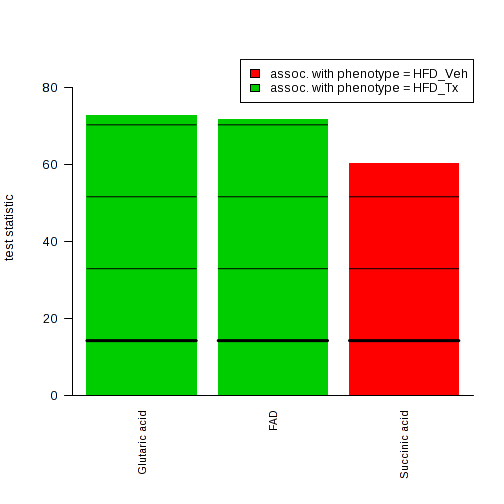 assoc. with phenotype = HFD_Veh
assoc. with phenotype = HFD_Tx
test statistic
80
60
40
20
0
Glutaric acid
FAD
Succinic acid